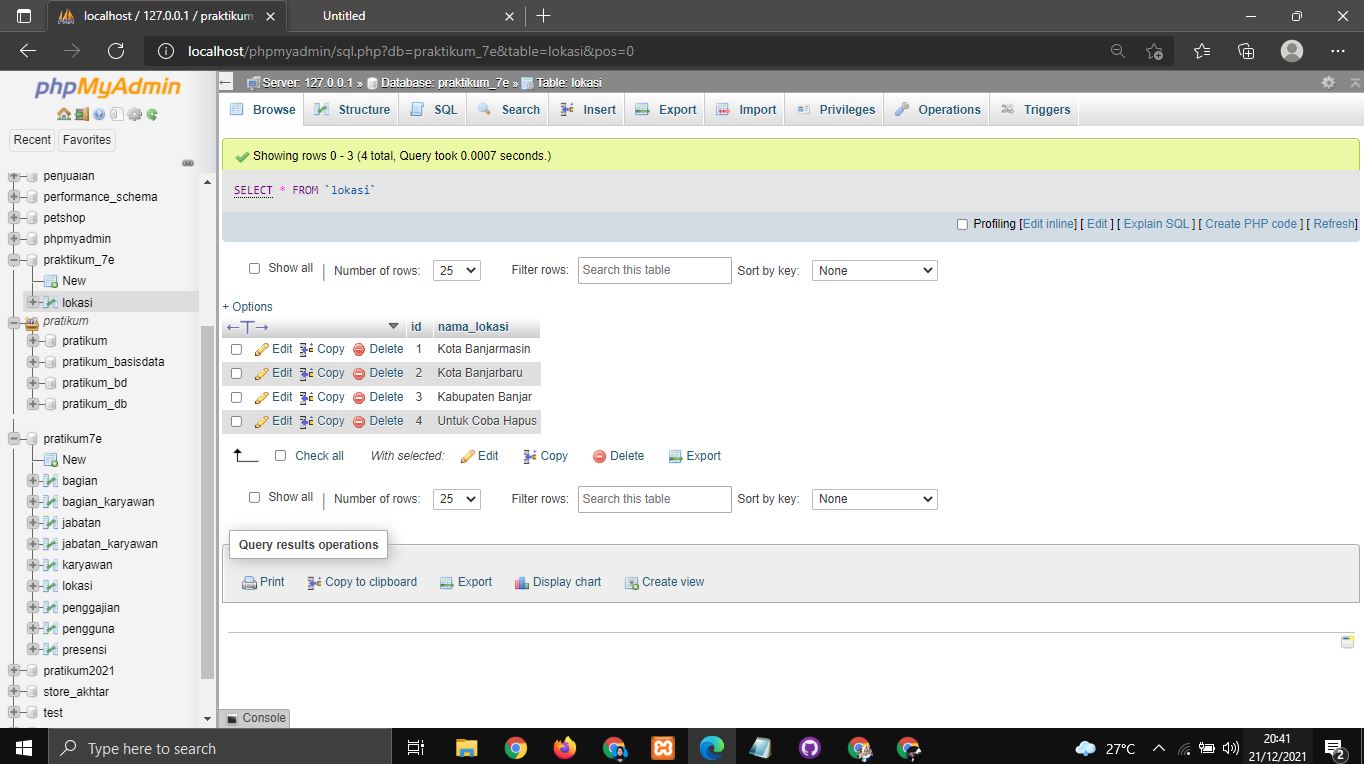 localhost / 127.0.0.1 / praktikum_
Untitled
localhost/phpmyadmin/sql.php?db=praktikum_7e&table=lokasi&pos=0
phpMyAdmin
Recent Favorites
penjualan
performance_schema
petshop
phpmyadmin
praktikum_7e
New
lokasi
pratikum
pratikum
pratikum_basisdata
pratikum_bd
pratikum_db
pratikum7e
New
bagian
bagian_karyawan
jabatan
jabatan_karyawan
karyawan
lokasi
penggajian
pengguna
presensi
pratikum2021
store_akhtar
test
Server: 127.0.0.1 » Database: praktikum_7e » Table: lokasi
Browse Structure SQL Search Insert Export Import Privileges Operations Triggers
Showing rows 0 - 3 (4 total, Query took 0.0007 seconds.)
SELECT * FROM `lokasi`
Profiling [Edit inline] [ Edit ] [ Explain SQL ] [ Create PHP code ] [ Refresh]
Show all | Number of rows: 25 Filter rows: Search this table Sort by key: None
+ Options
←T→ id nama_lokasi
Edit Copy Delete 1 Kota Banjarmasin
Edit Copy Delete 2 Kota Banjarbaru
Edit Copy Delete 3 Kabupaten Banjar
Edit Copy Delete 4 Untuk Coba Hapus
Check all With selected: Edit Copy Delete Export
Show all | Number of rows: 25 Filter rows: Search this table Sort by key: None
Query results operations
Print Copy to clipboard Export Display chart Create view
Console
Type here to search
27°C
20:41
21/12/2021
2